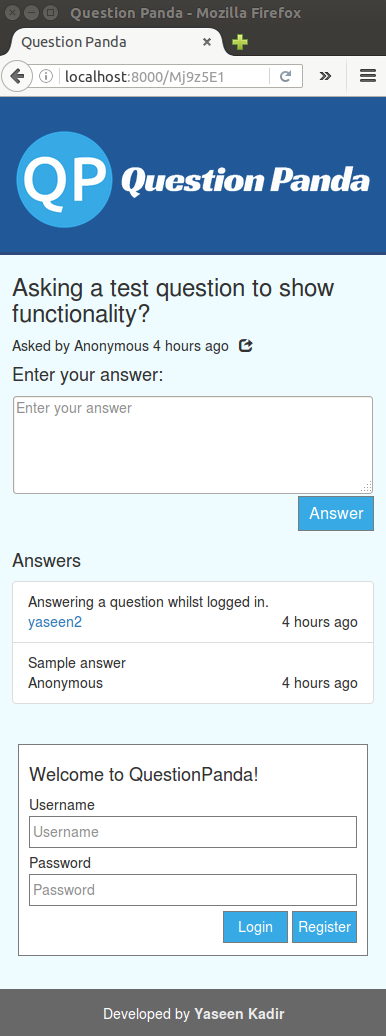 Question Panda - Mozilla Firefox
Question Panda
localhost:8000/Mj9z5E1
QP Question Panda
Asking a test question to show
functionality?
Asked by Anonymous 4 hours ago
Enter your answer:
Enter your answer
Answer
Answers
Answering a question whilst logged in.
yaseen2 4 hours ago
Sample answer
Anonymous 4 hours ago
Welcome to QuestionPanda!
Username
Username
Password
Password
Login Register
Developed by Yaseen Kadir